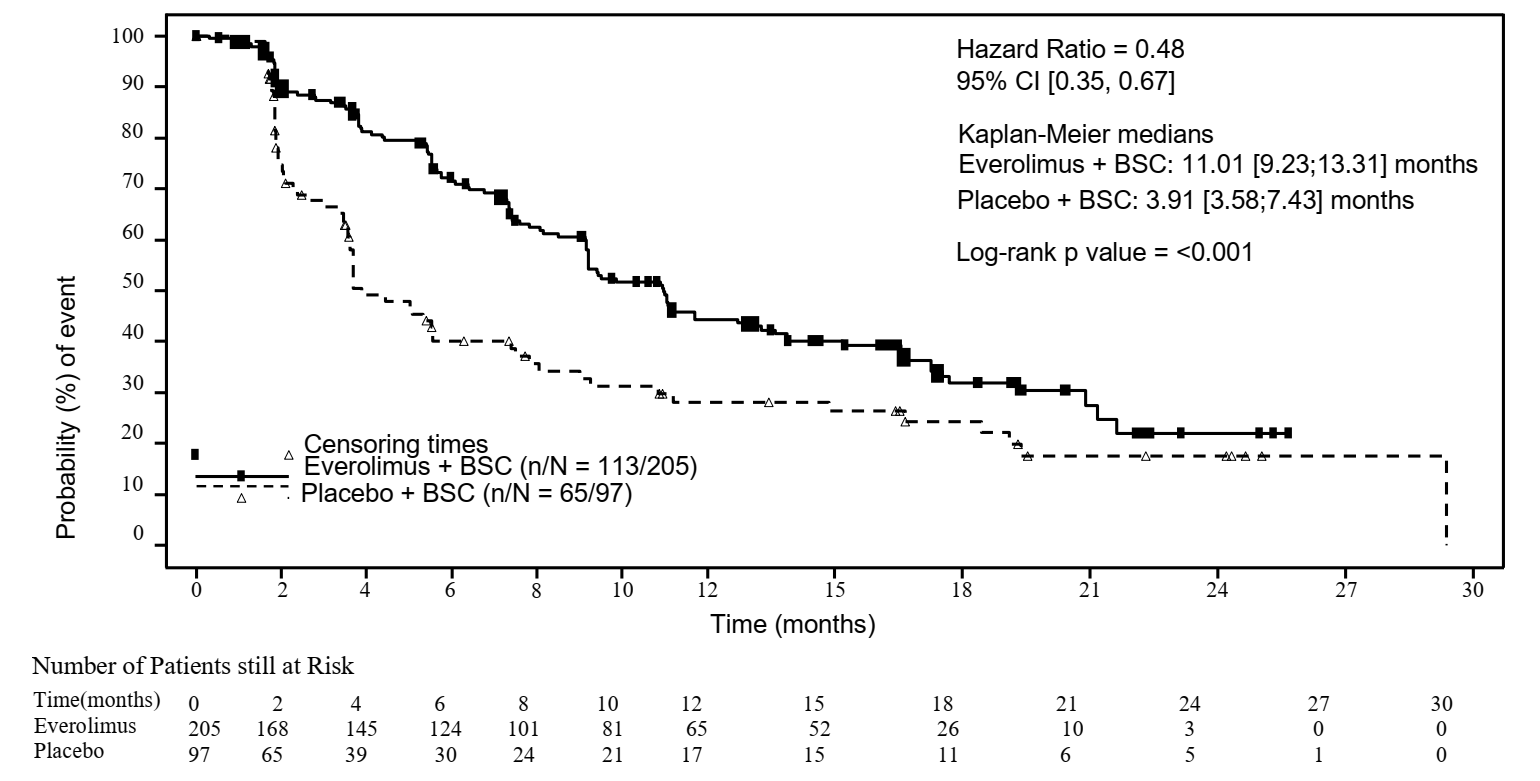 Probability (%) of event
100
90
80
70
60
50
40
30
20
10
0
Hazard Ratio = 0.48
95% CI [0.35, 0.67]
Kaplan-Meier medians
Everolimus + BSC: 11.01 [9.23;13.31] months
Placebo + BSC: 3.91 [3.58;7.43] months
Log-rank p value = <0.001
Censoring times
Everolimus + BSC (n/N = 113/205)
Placebo + BSC (n/N = 65/97)
0 2 4 6 8 10 12 15 18 21 24 27 30
Time (months)
Number of Patients still at Risk
Time(months) 0 2 4 6 8 10 12 15 18 21 24 27 30
Everolimus 205 168 145 124 101 81 65 52 26 10 3 0 0
Placebo 97 65 39 30 24 21 17 15 11 6 5 1 0